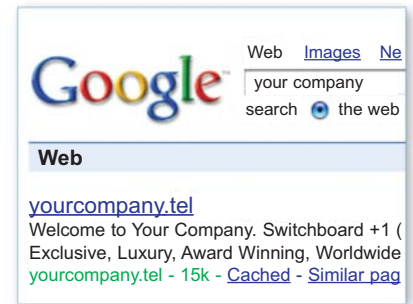 Google™
Web Images Ne
your company
search the web
Web
yourcompany.tel
Welcome to Your Company. Switchboard +1 (
Exclusive, Luxury, Award Winning, Worldwide
yourcompany.tel - 15k - Cached - Similar pag